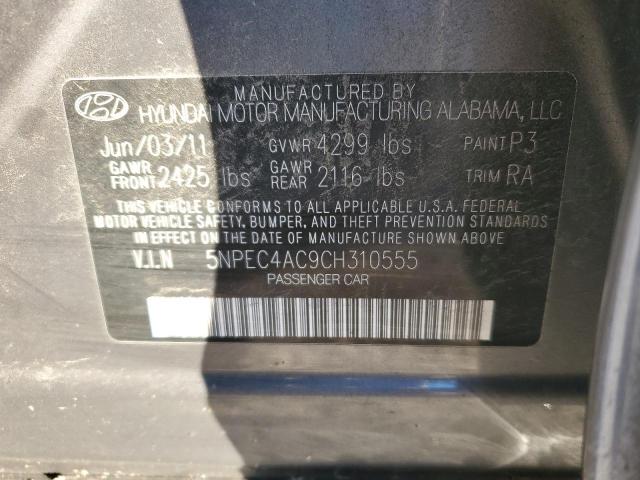 MANUFACTURED BY
HYUNDAI MOTOR MANUFACTURING ALABAMA, LLC
Jun/03/11 GVWR 4299 lbs PAINT P3
GAWR FRONT 2425 lbs GAWR REAR 2116 lbs TRIM RA
THIS VEHICLE CONFORMS TO ALL APPLICABLE U.S.A. FEDERAL
MOTOR VEHICLE SAFETY, BUMPER, AND THEFT PREVENTION STANDARDS
IN EFFECT ON THE DATE OF MANUFACTURE SHOWN ABOVE.
V.I.N 5NPEC4AC9CH310555
PASSENGER CAR